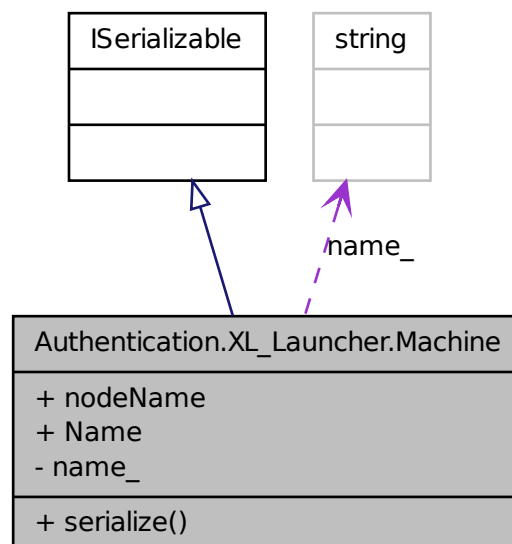 ISerializable
string
name_
Authentication.XL_Launcher.Machine
+ nodeName
+ Name
- name_
+ serialize()